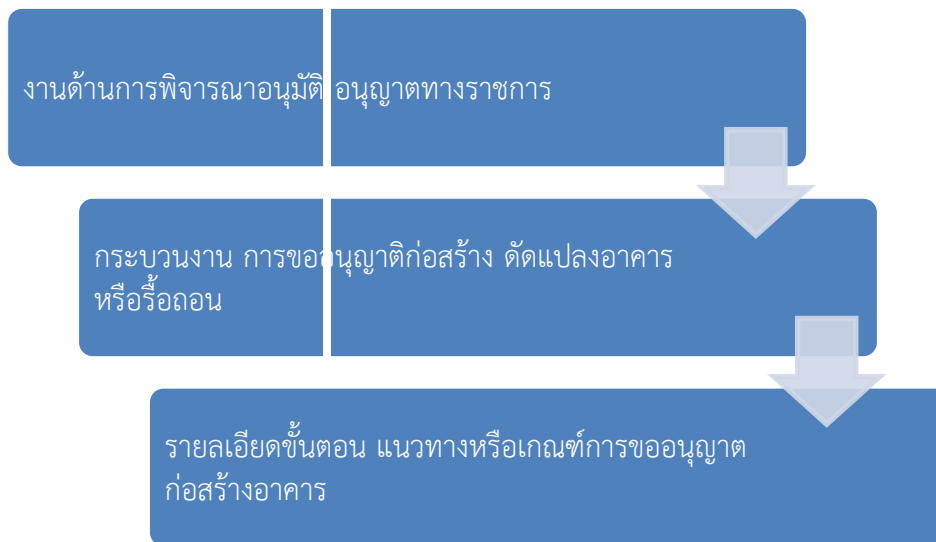 งานด้านการพิจารณาอนุมัติ อนุญาตทางราชการ
กระบวนงาน การขออนุญาติก่อสร้าง ดัดแปลงอาคาร
หรือรื้อถอน
รายลเอียดขั้นตอน แนวทางหรือเกณฑ์การขออนุญาต
ก่อสร้างอาคาร